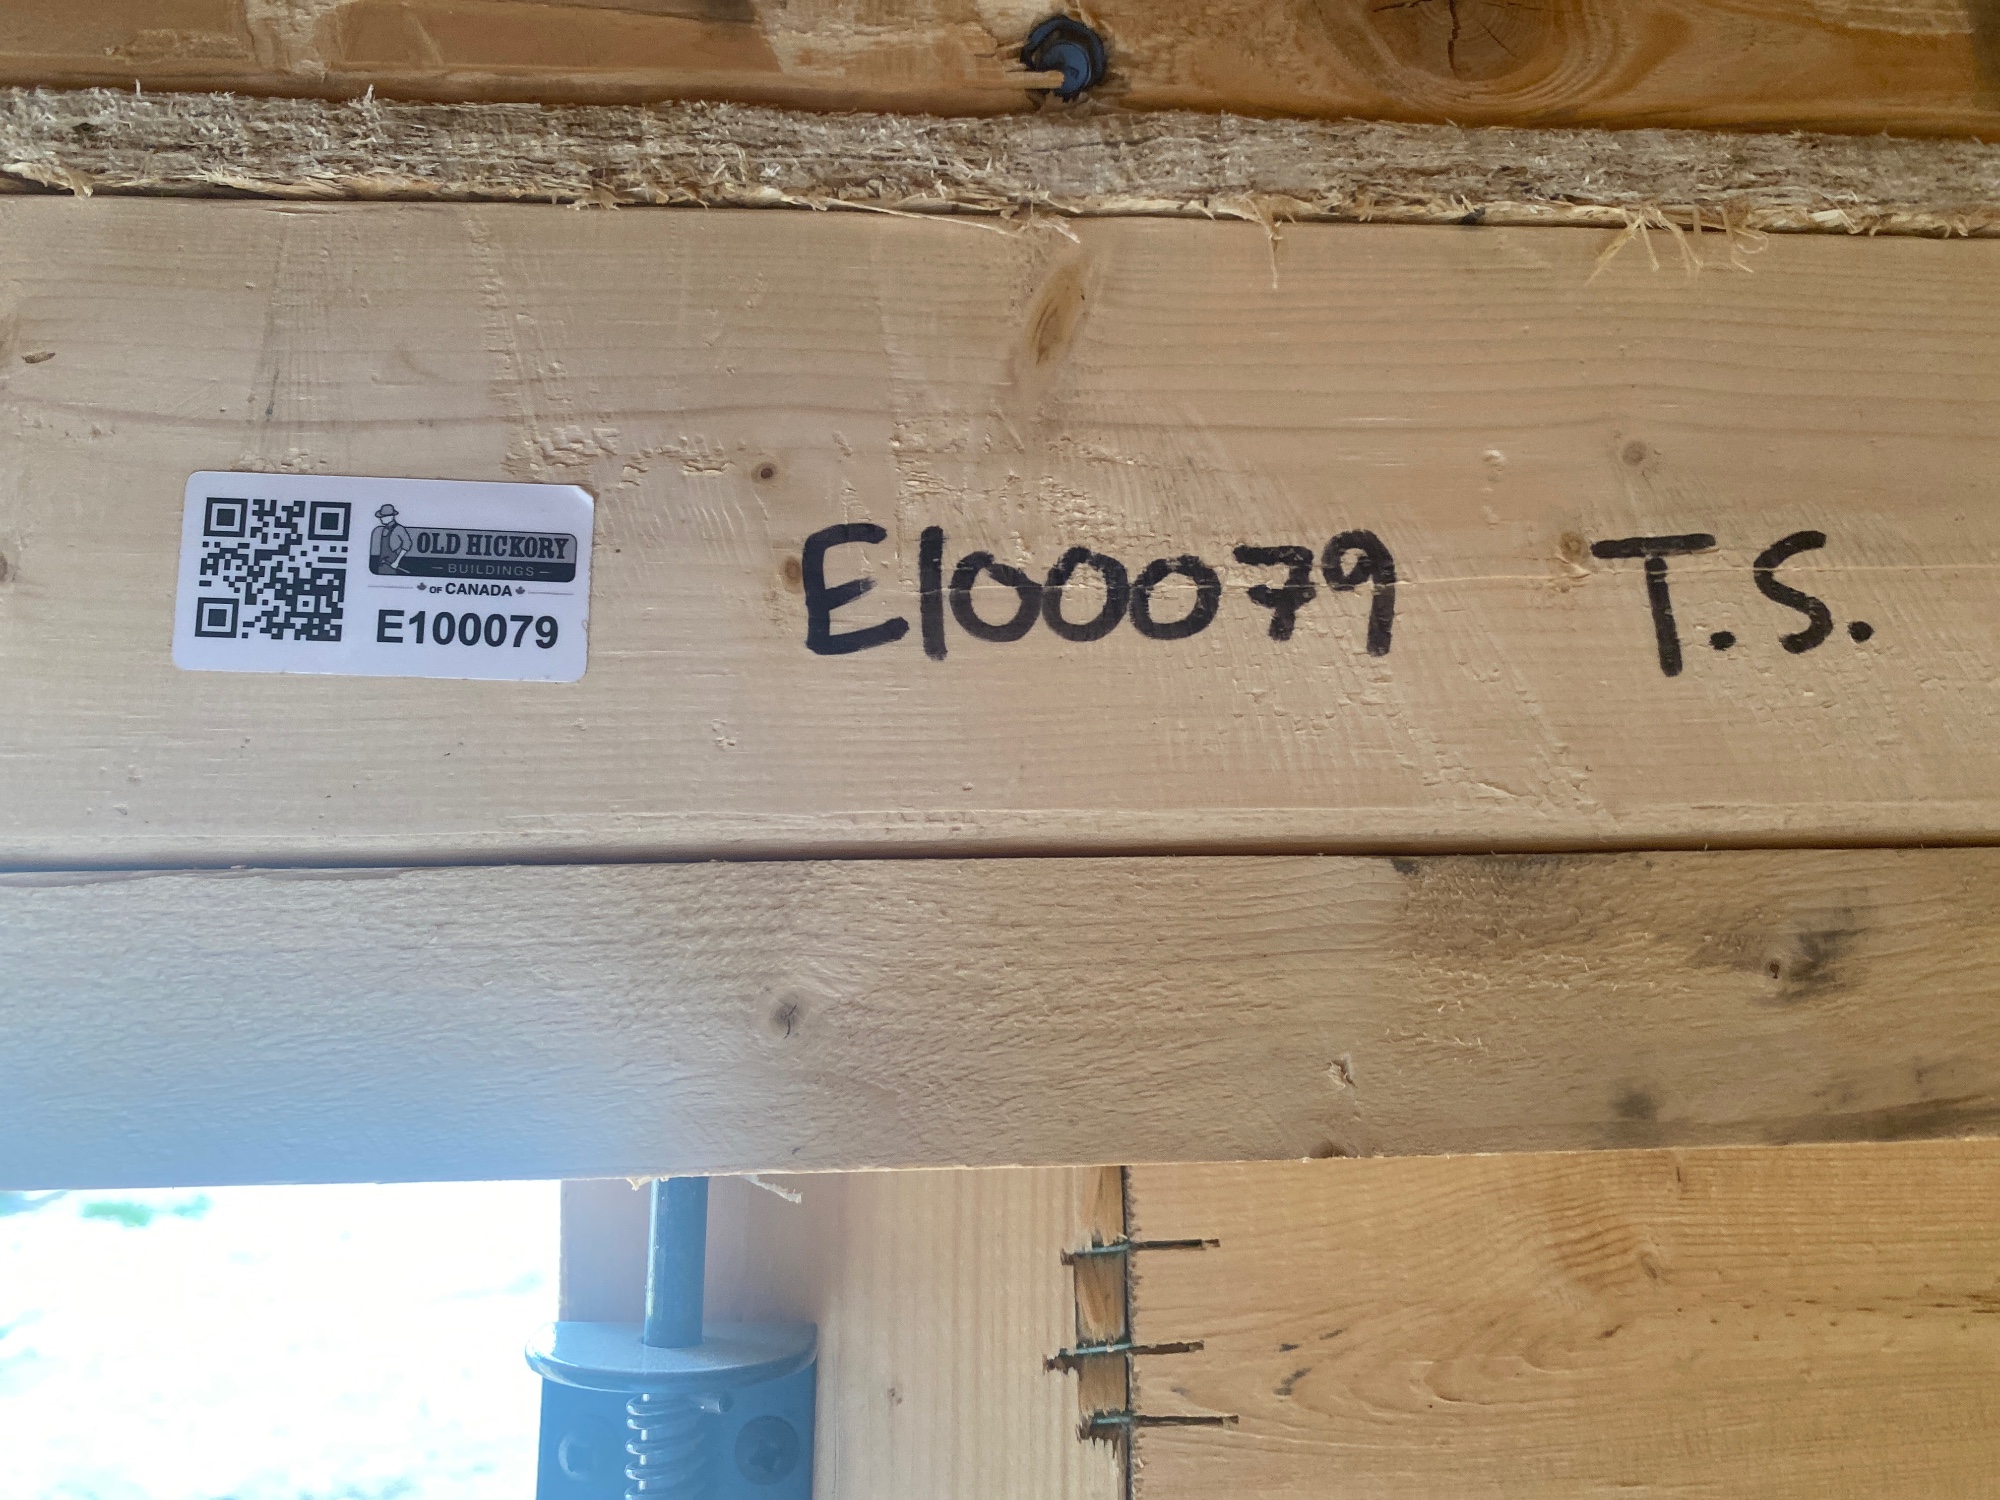 OLD HICKORY
BUILDINGS
OF CANADA
E100079
E100079 T.S.